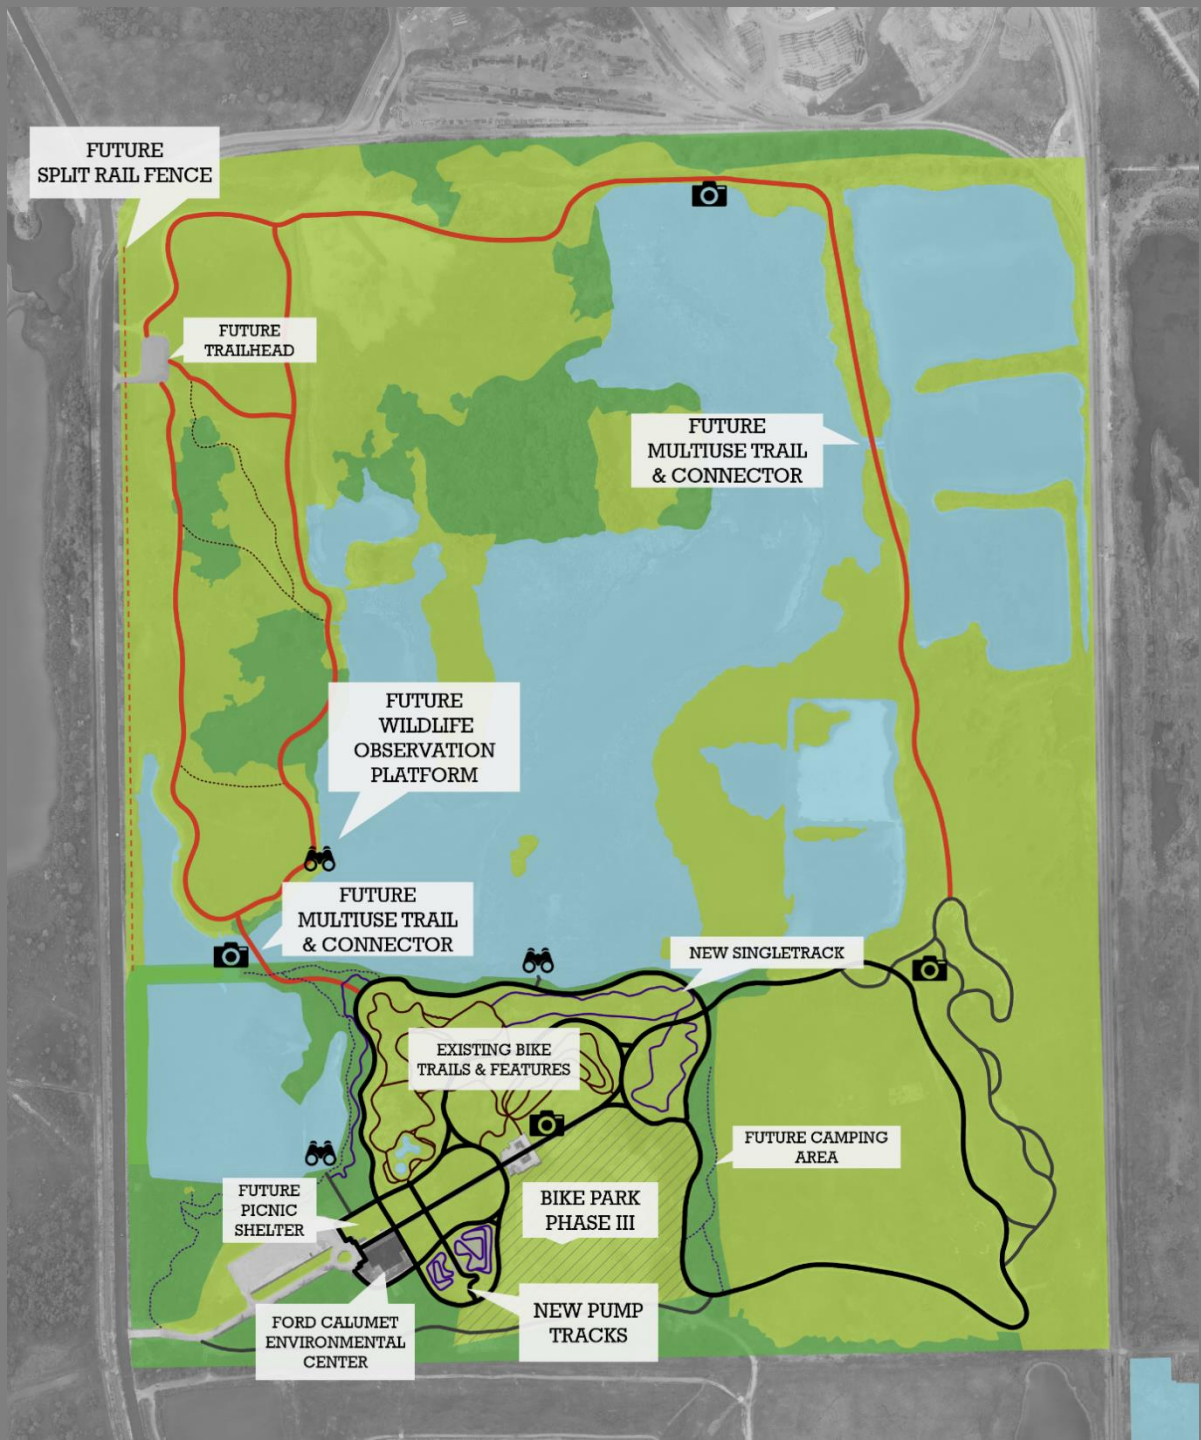 FUTURE
SPLIT RAIL FENCE
FUTURE
TRAILHEAD
FUTURE
MULTIUSE TRAIL
& CONNECTOR
FUTURE
WILDLIFE
OBSERVATION
PLATFORM
FUTURE
MULTIUSE TRAIL
& CONNECTOR
NEW SINGLETRACK
EXISTING BIKE
TRAILS & FEATURES
FUTURE CAMPING
AREA
FUTURE
PICNIC
SHELTER
BIKE PARK
PHASE III
FORD CALUMET
ENVIRONMENTAL
CENTER
NEW PUMP
TRACKS